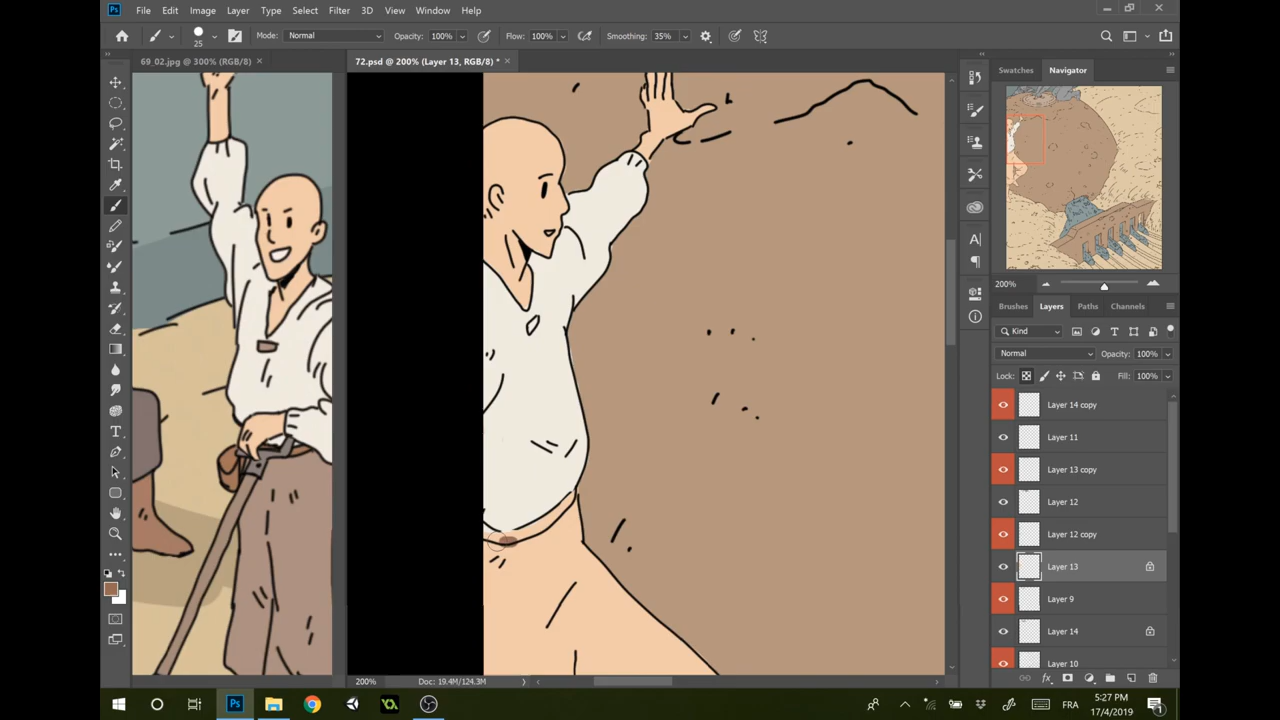 Ps File Edit Image Layer Type Select Filter 3D View Window Help
25 Mode: Normal Opacity: 100% Flow: 100% Smoothing: 35%
69_02.jpg @ 300% (RGB/8) × 72.psd @ 200% (Layer 13, RGB/8) * ×
Swatches Navigator
200%
Brushes Layers Paths Channels
Kind
Normal Opacity: 100%
Lock: Fill: 100%
Layer 14 copy
Layer 11
Layer 13 copy
Layer 12
Layer 12 copy
Layer 13
Layer 9
Layer 14
Layer 10
200% Doc: 19.4M/124.3M
Ps FRA 5:27 PM
17/4/2019 1